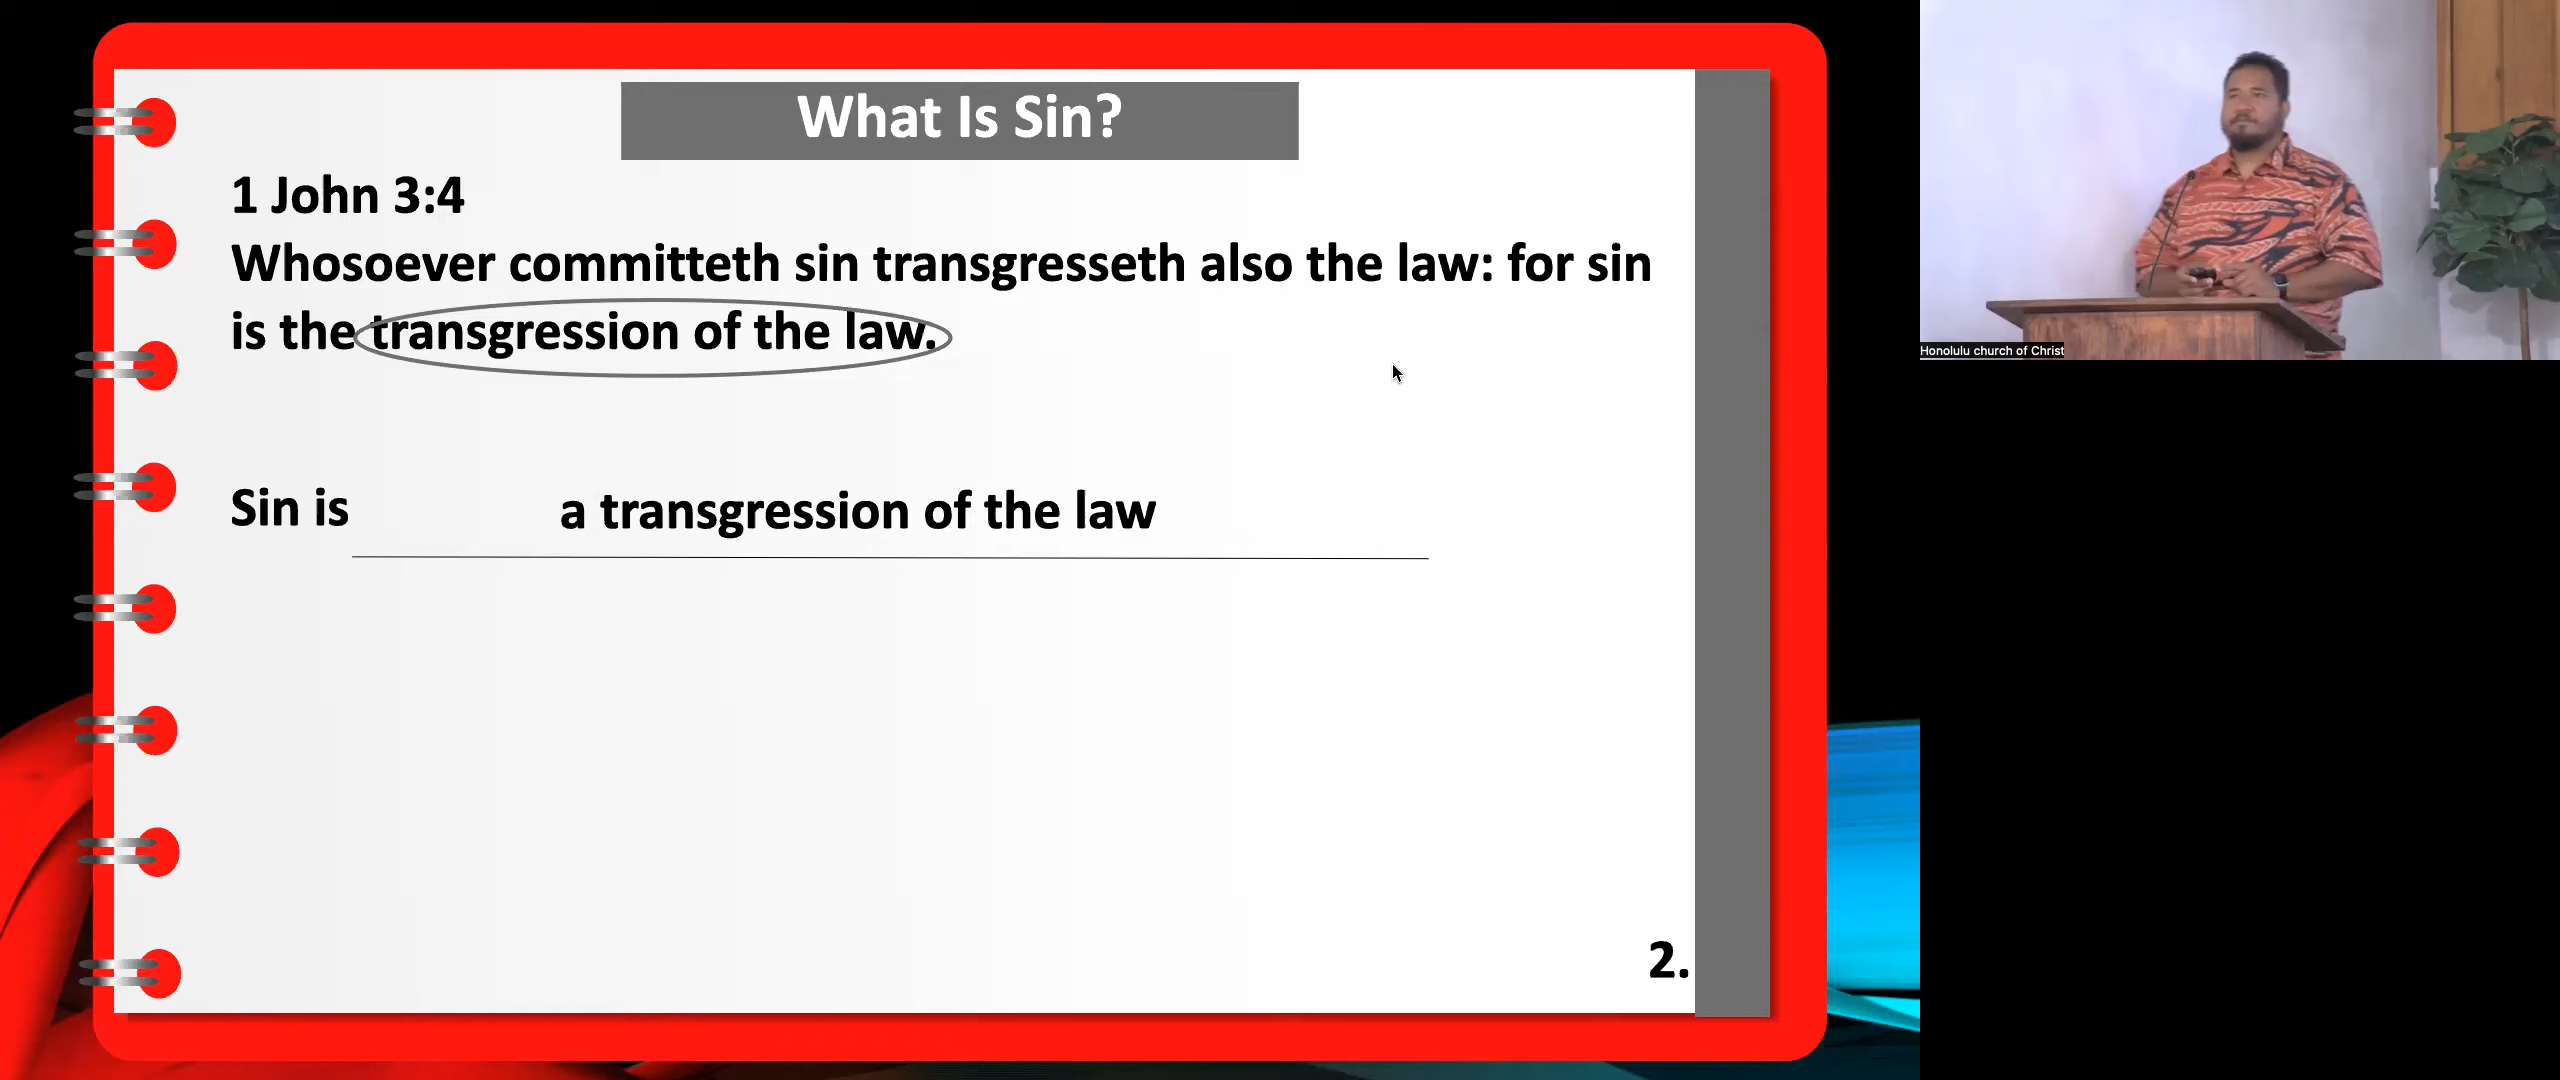 What Is Sin?
1 John 3:4
Whosoever committeth sin transgresseth also the law: for sin
is the transgression of the law.
Sin is a transgression of the law
2.
Honolulu church of Christ